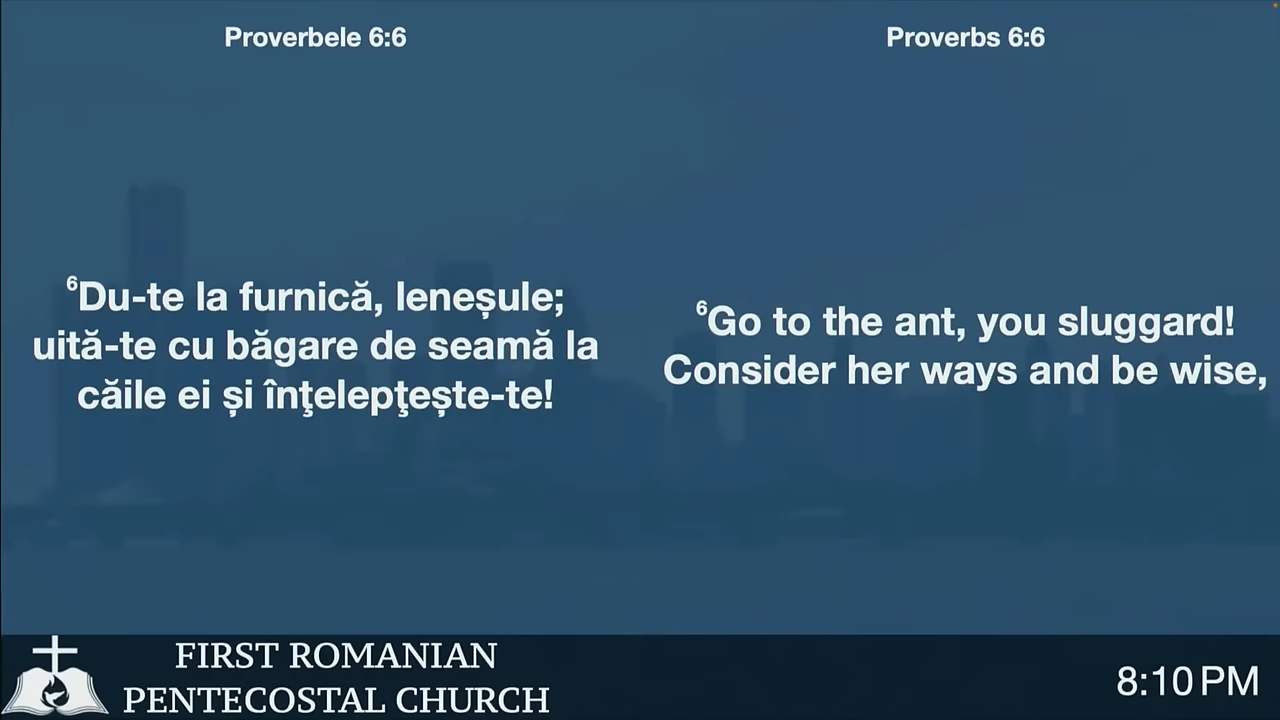 Proverbele 6:6
⁶Du-te la furnică, leneșule;
uită-te cu băgare de seamă la
căile ei și înţelepţește-te!
Proverbs 6:6
⁶Go to the ant, you sluggard!
Consider her ways and be wise,
FIRST ROMANIAN
PENTECOSTAL CHURCH
8:10 PM